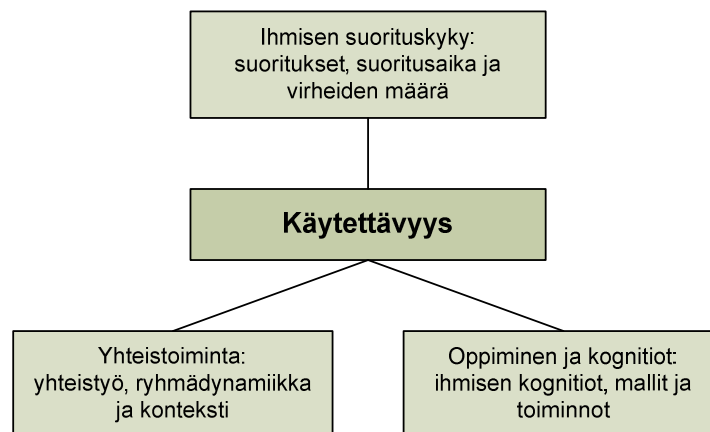 Ihmisen suorituskyky:
suoritukset, suoritusaika ja
virheiden määrä
Käytettävyys
Yhteistoiminta:
yhteistyö, ryhmädynamiikka
ja konteksti
Oppiminen ja kognitiot:
ihmisen kognitiot, mallit ja
toiminnot